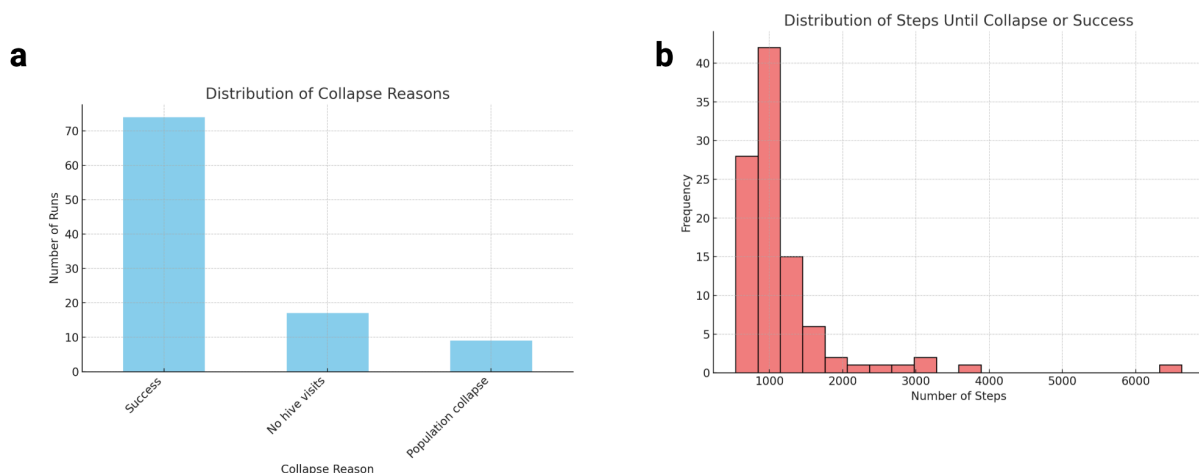 a
Distribution of Collapse Reasons
Number of Runs
70
60
50
40
30
20
10
0
Success
No hive visits
Population collapse
Collapse Reason
b
Distribution of Steps Until Collapse or Success
Frequency
40
35
30
25
20
15
10
5
0
1000
2000
3000
4000
5000
6000
Number of Steps